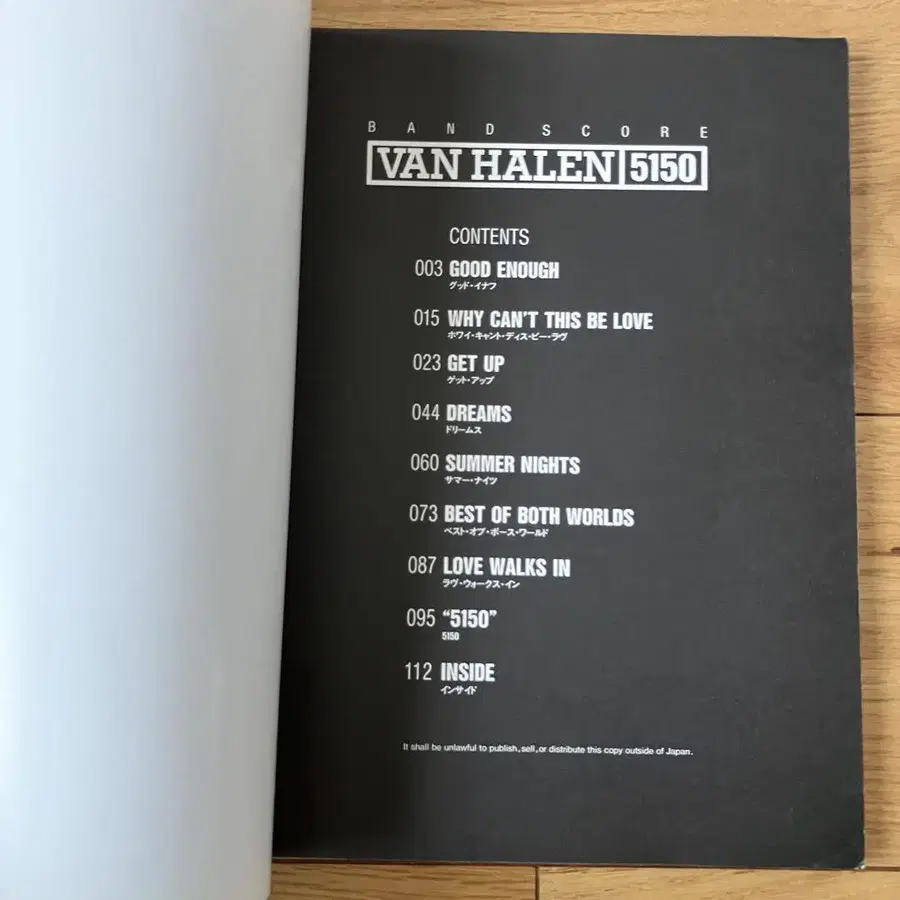 BAND SCORE
VAN HALEN 5150
CONTENTS
003 GOOD ENOUGH
グッド・イナフ
015 WHY CAN'T THIS BE LOVE
ホワイ・キャント・ディス・ビー・ラヴ
023 GET UP
ゲット・アップ
044 DREAMS
ドリームス
060 SUMMER NIGHTS
サマー・ナイツ
073 BEST OF BOTH WORLDS
ベスト・オブ・ボース・ワールド
087 LOVE WALKS IN
ラヴ・ウォークス・イン
095 “5150”
5150
112 INSIDE
インサイド
It shall be unlawful to publish, sell, or distribute this copy outside of Japan.